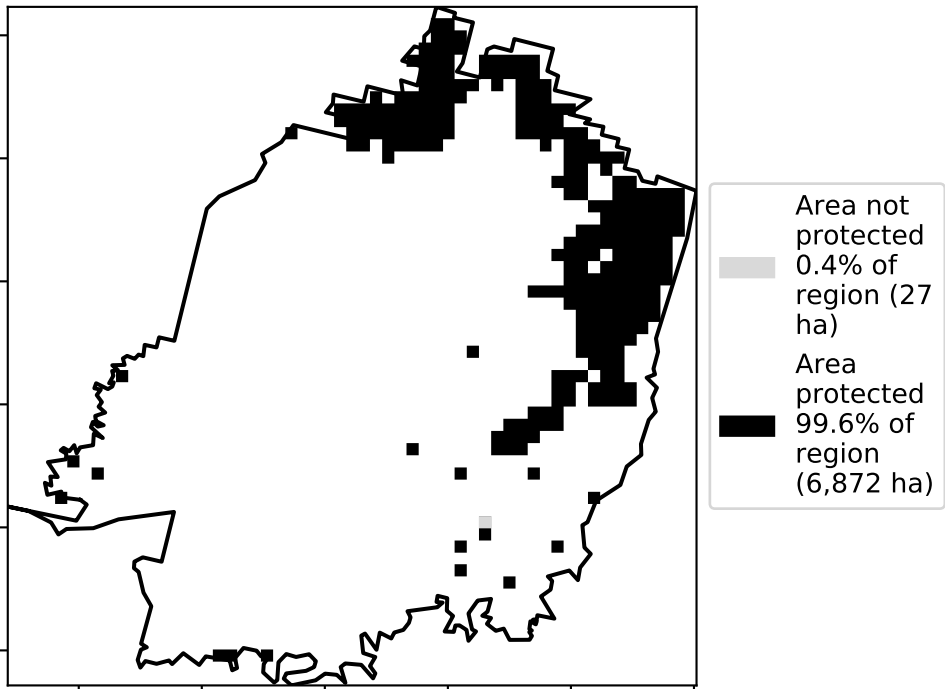 Area not
protected
0.4% of
region (27
ha)
Area
protected
99.6% of
region
(6,872 ha)